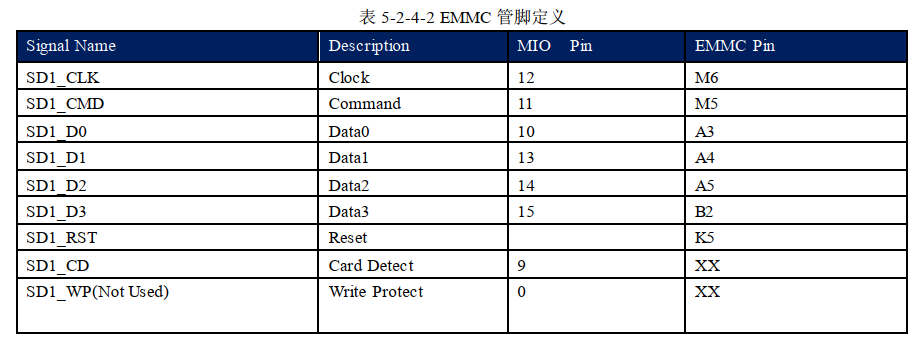 表 5-2-4-2 EMMC 管脚定义
Signal Name Description MIO Pin EMMC Pin
SD1_CLK Clock 12 M6
SD1_CMD Command 11 M5
SD1_D0 Data0 10 A3
SD1_D1 Data1 13 A4
SD1_D2 Data2 14 A5
SD1_D3 Data3 15 B2
SD1_RST Reset K5
SD1_CD Card Detect 9 XX
SD1_WP(Not Used) Write Protect 0 XX